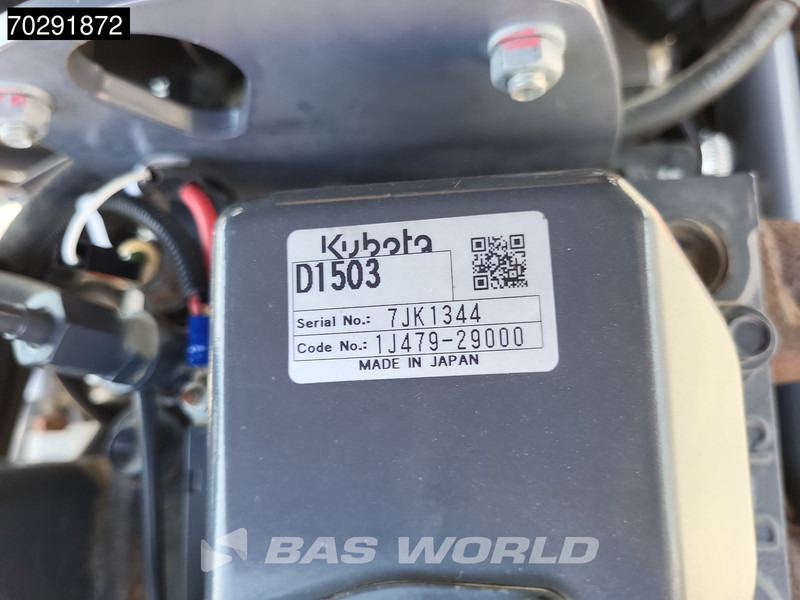 70291872
Kubota
D1503
Serial No.: 7JK1344
Code No.: 1J479-29000
MADE IN JAPAN
BAS WORLD